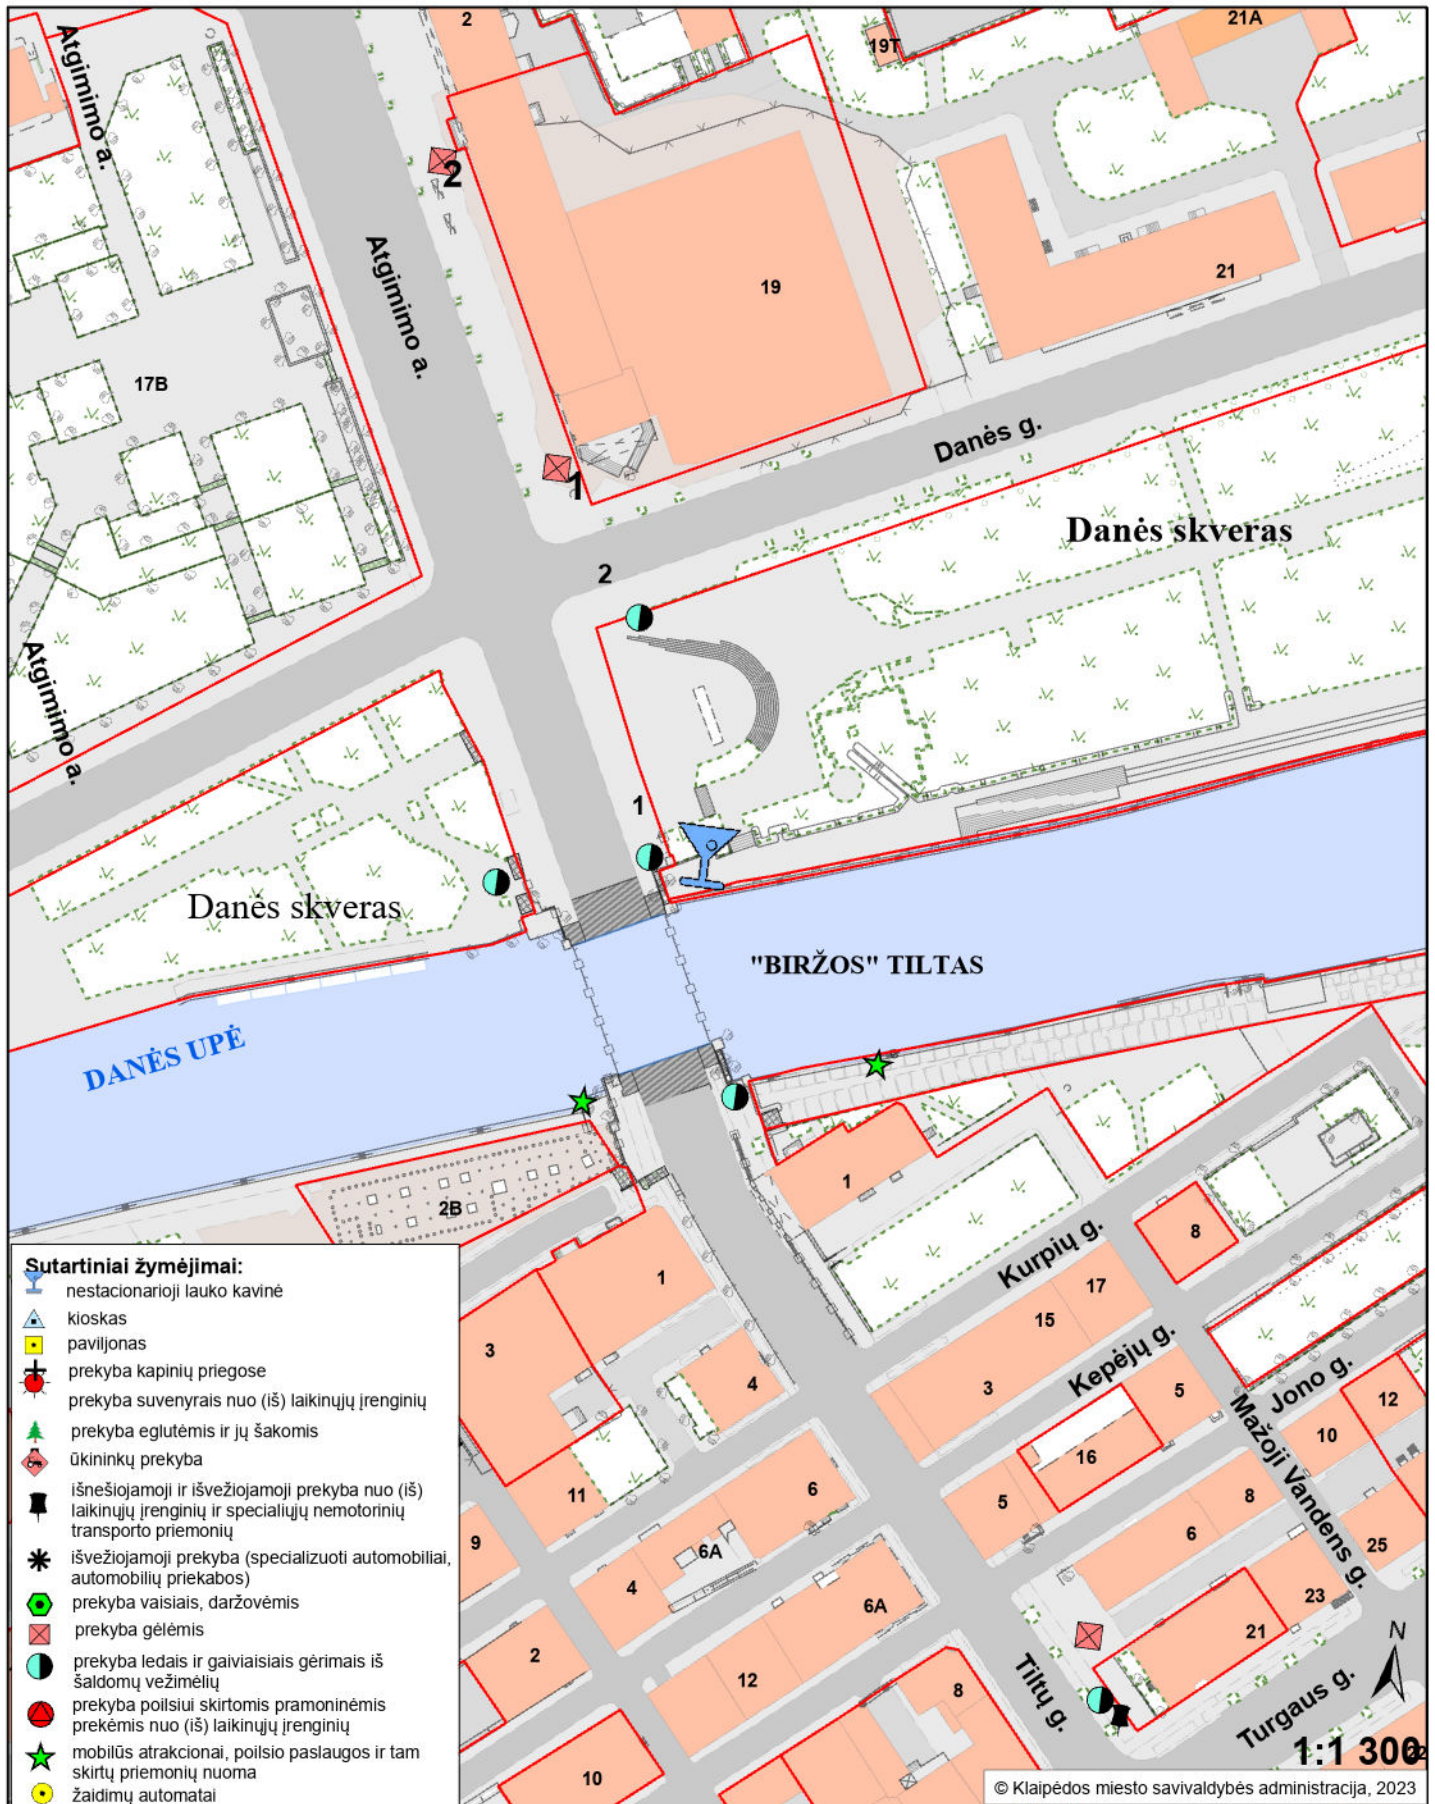 2
21A
19T
Atgimimo a.
2
Atgimimo a.
19
21
17B
Danės g.
1
Danės skveras
2
Atgimimo a.
1
Danės skveras
"BIRŽOS" TILTAS
DANĖS UPĖ
1
2B
Kurpių g.
8
1
17
15
3
Kepėjų g.
4
3
5
Jono g.
12
Mažoji Vandens g.
10
16
11
6
5
8
6
9
6A
25
4
6A
23
21
2
12
Tiltų g.
8
N
Turgaus g.
10
1:1 300
22
Sutartiniai žymėjimai:
nestacionarioji lauko kavinė
kioskas
paviljonas
prekyba kapinių priegose
prekyba suvenyrais nuo (iš) laikinųjų įrenginių
prekyba eglutėmis ir jų šakomis
ūkininkų prekyba
išnešiojamoji ir išvežiojamoji prekyba nuo (iš)
laikinųjų įrenginių ir specialiųjų nemotorinių
transporto priemonių
išvežiojamoji prekyba (specializuoti automobiliai,
automobilių priekabos)
prekyba vaisiais, daržovėmis
prekyba gėlėmis
prekyba ledais ir gaiviaisiais gėrimais iš
šaldomų vežimėlių
prekyba poilsiui skirtomis pramoninėmis
prekėmis nuo (iš) laikinųjų įrenginių
mobilūs atrakcionai, poilsio paslaugos ir tam
skirtų priemonių nuoma
žaidimų automatai
© Klaipėdos miesto savivaldybės administracija, 2023